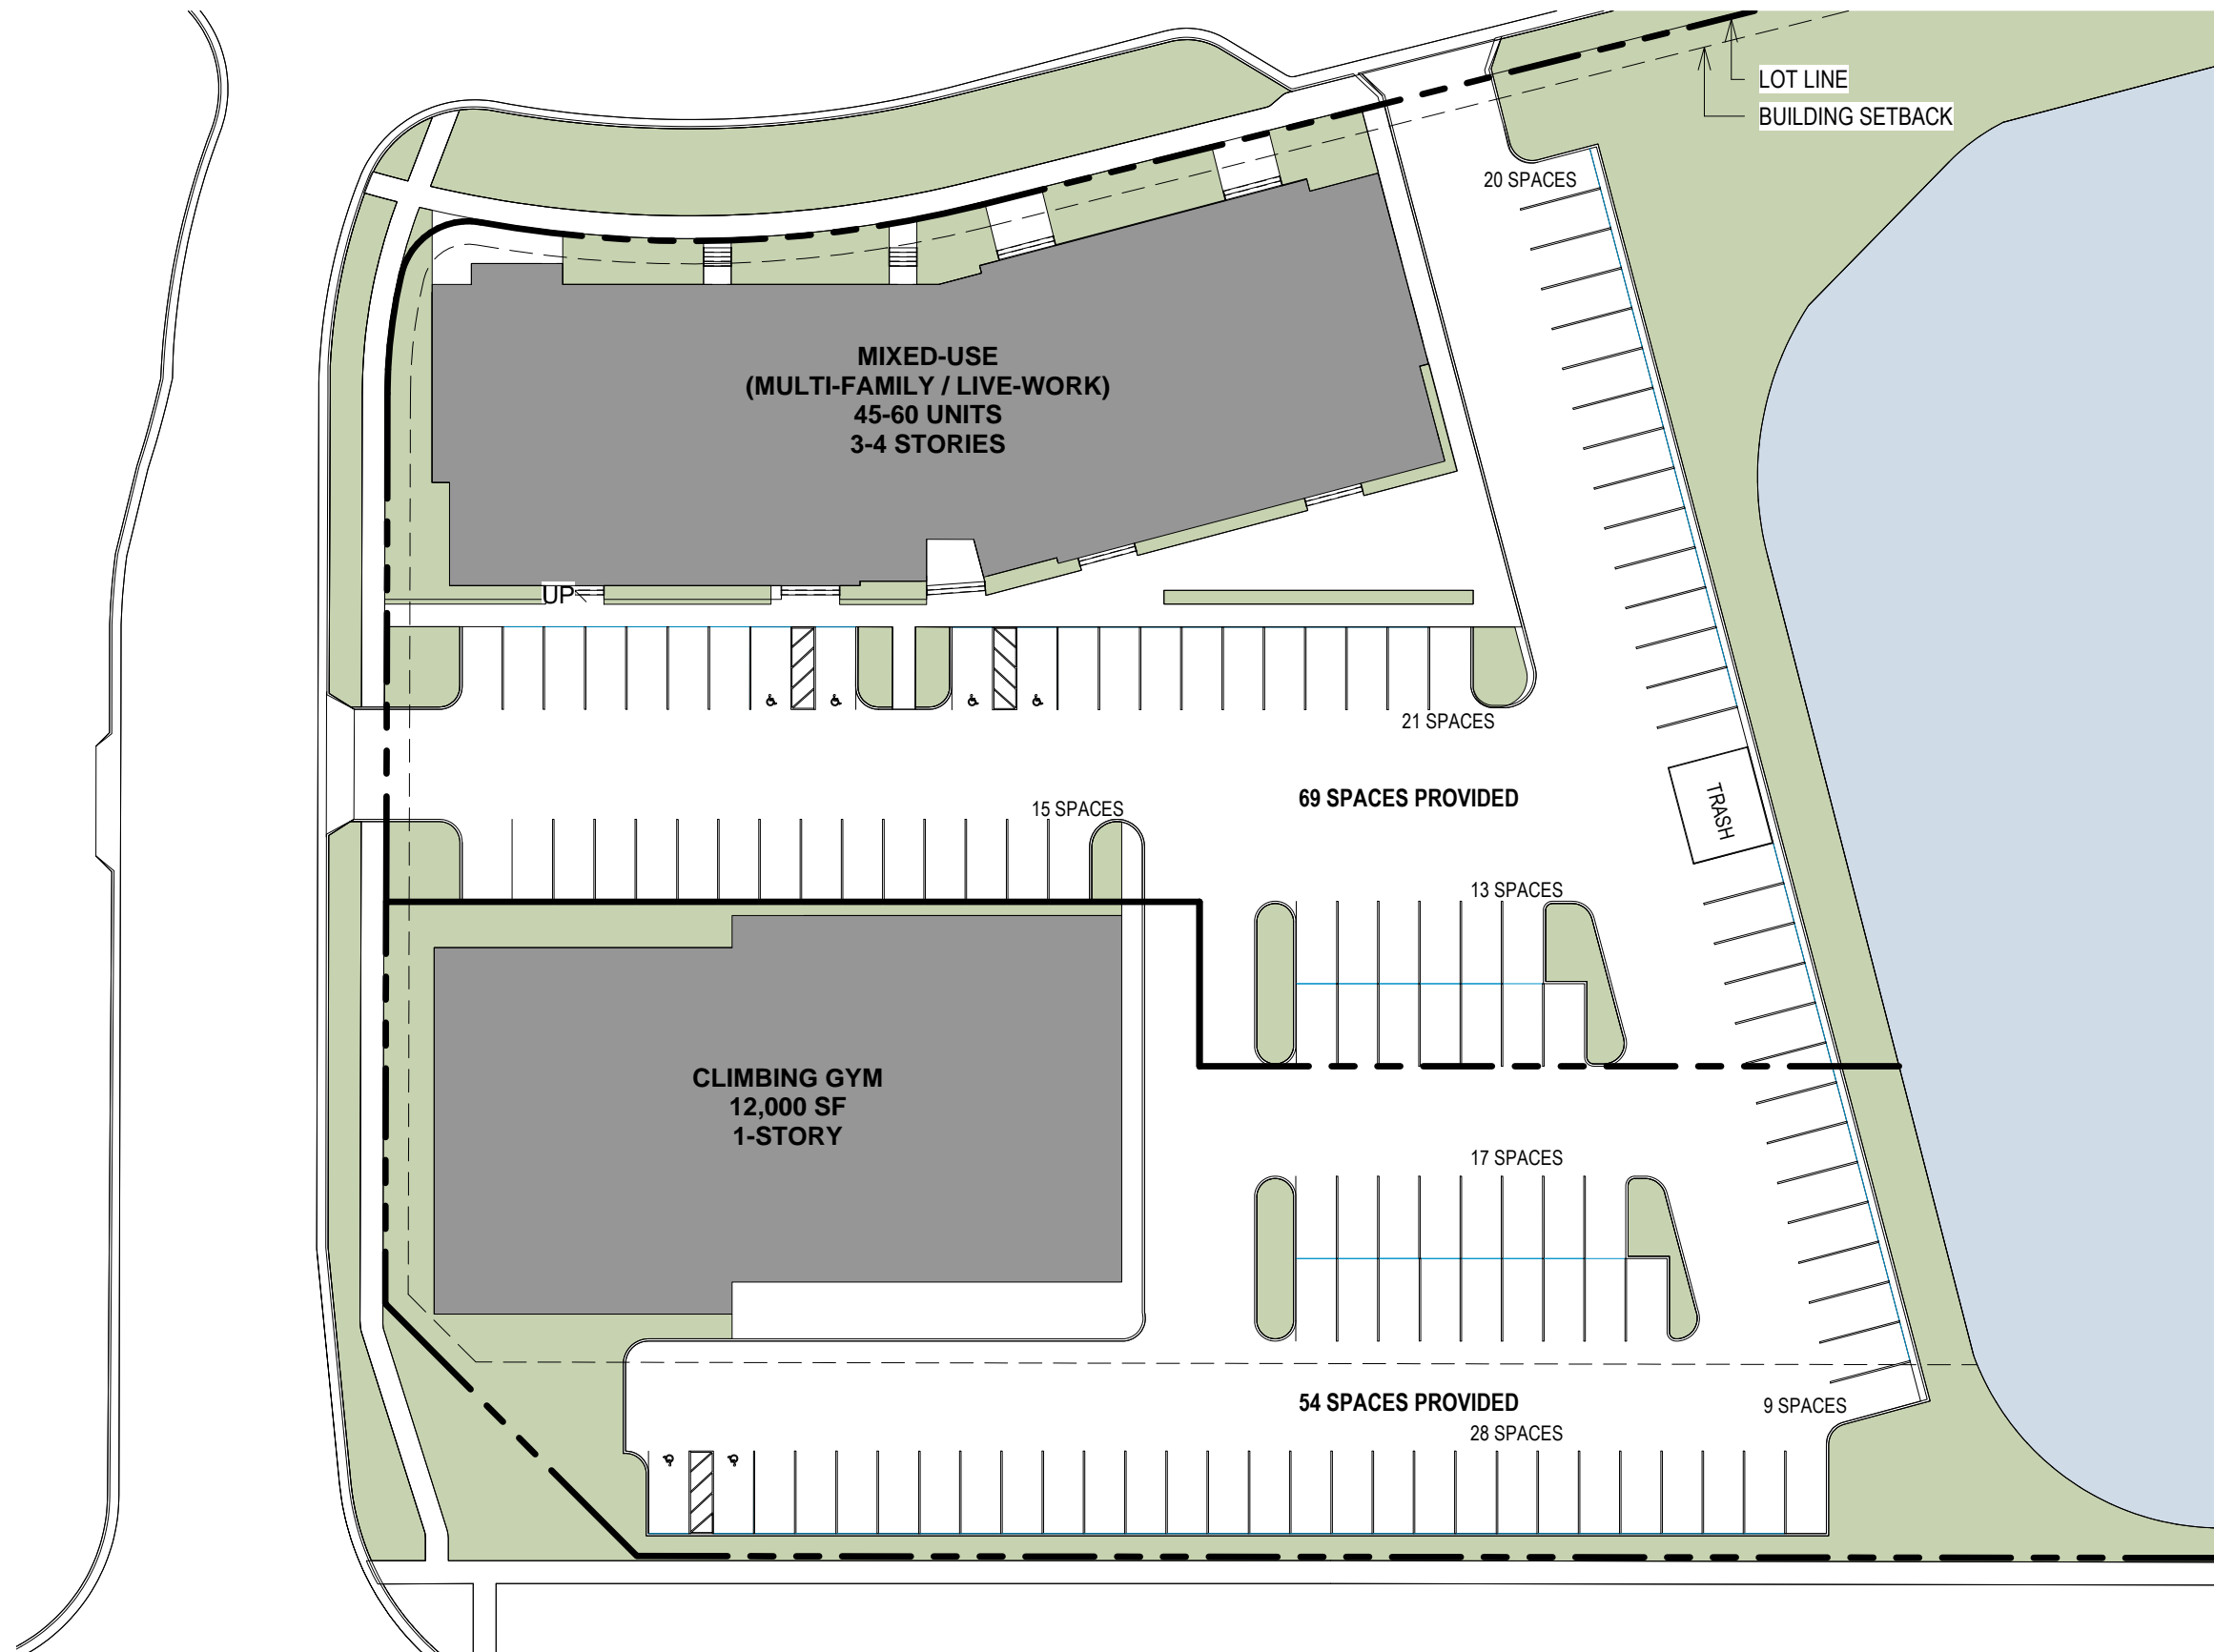 LOT LINE
BUILDING SETBACK
20 SPACES
MIXED-USE
(MULTI-FAMILY / LIVE-WORK)
45-60 UNITS
3-4 STORIES
UP
21 SPACES
69 SPACES PROVIDED
15 SPACES
TRASH
13 SPACES
CLIMBING GYM
12,000 SF
1-STORY
17 SPACES
54 SPACES PROVIDED
9 SPACES
28 SPACES